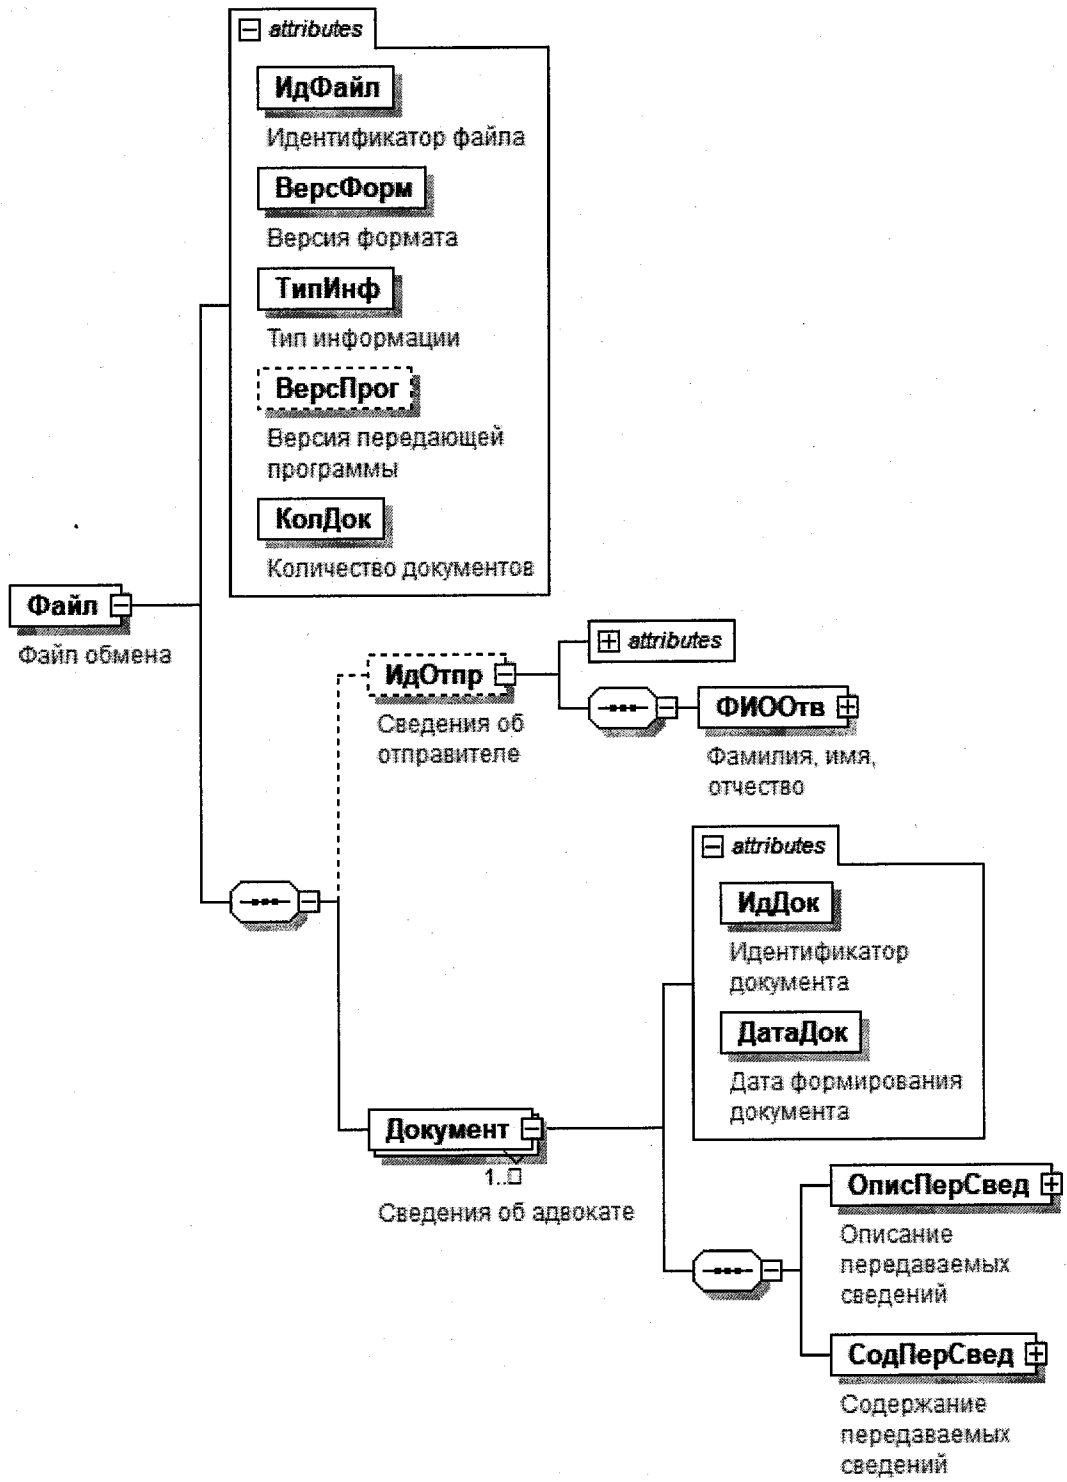 attributes
ИдФайл
Идентификатор файла
ВерсФорм
Версия формата
ТипИнф
Тип информации
ВерсПрог
Версия передающей
программы
КолДок
Количество документов
Файл
Файл обмена
ИдОтпр
Сведения об
отправителе
attributes
ФИООтв
Фамилия, имя,
отчество
attributes
ИдДок
Идентификатор
документа
ДатаДок
Дата формирования
документа
Документ
1..□
Сведения об адвокате
ОписПерСвед
Описание
передаваемых
сведений
СодПерСвед
Содержание
передаваемых
сведений